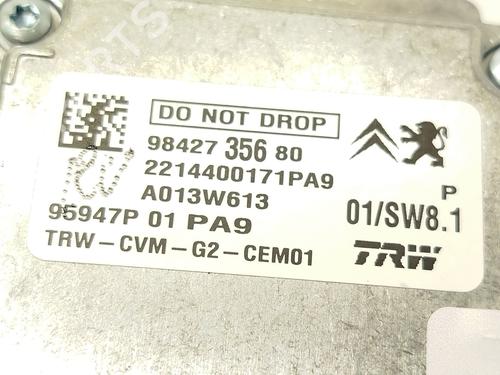 DO NOT DROP
98427 356 80
2214400171PA9
A013W613
95947P 01 PA9
TRW-CVM-G2-CEM01
P
01/SW8.1
TRW